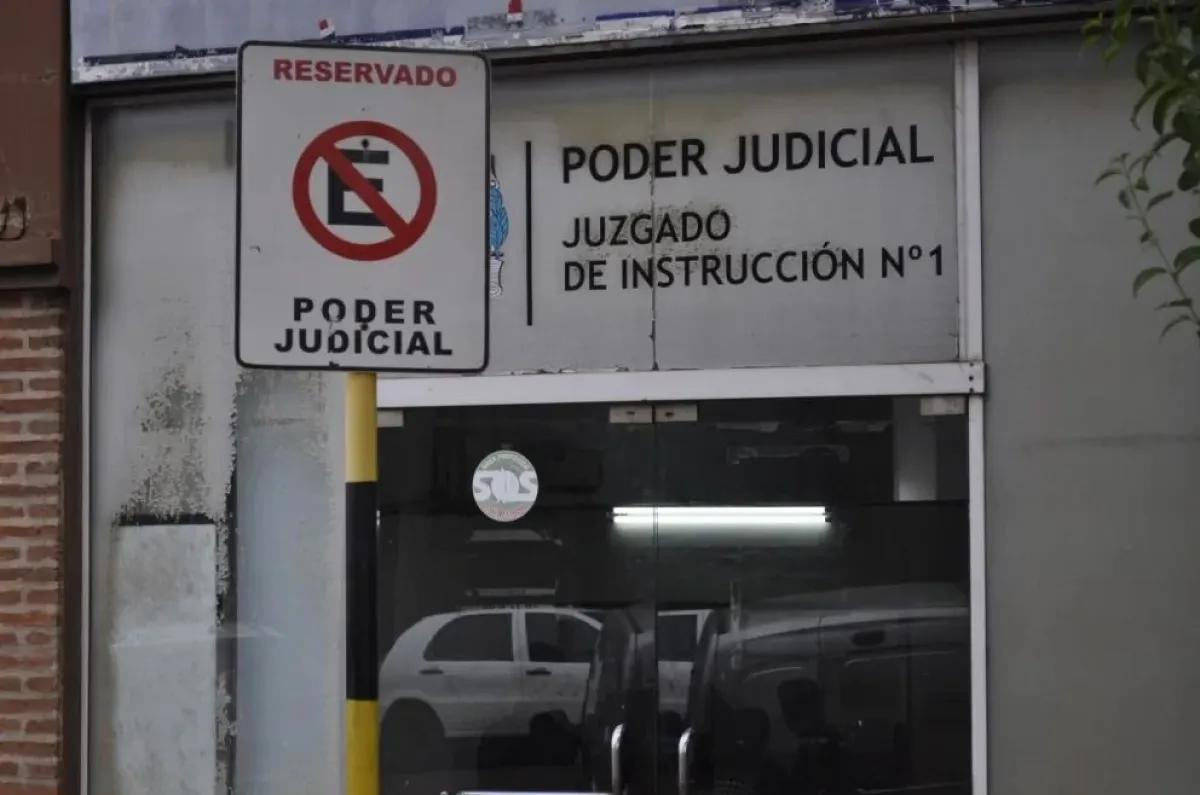 RESERVADO
E
PODER
JUDICIAL
PODER JUDICIAL
JUZGADO
DE INSTRUCCIÓN Nº1
SOS